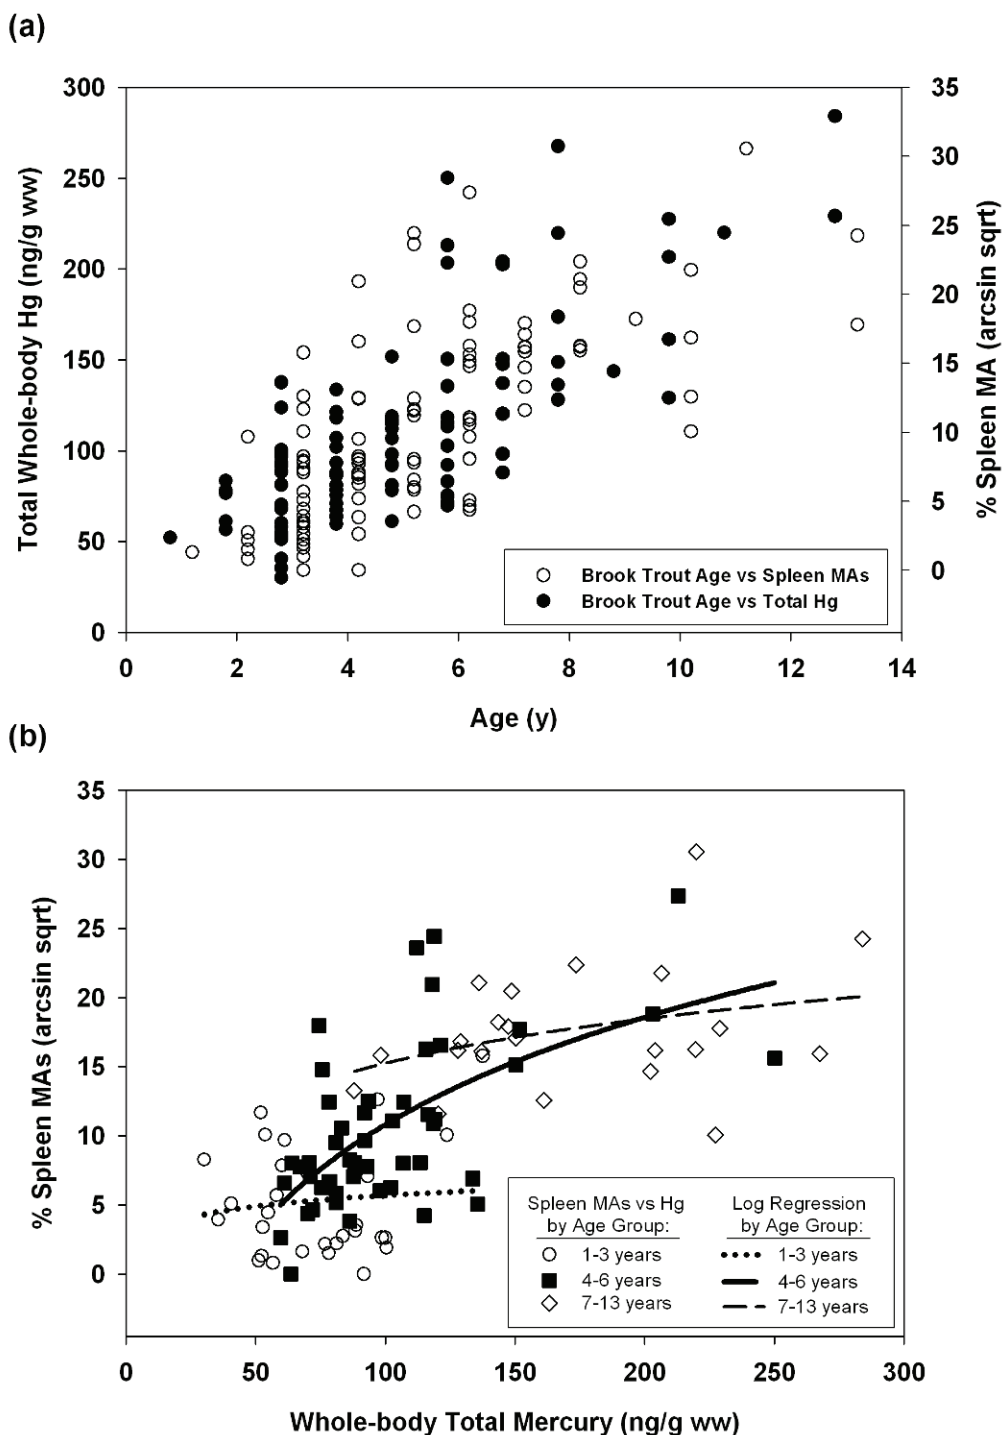 (a)
300
250
200
150
100
50
0
Total Whole-body Hg (ng/g ww)
35
30
25
20
15
10
5
0
% Spleen MA (arcsin sqrt)
Brook Trout Age vs Spleen MAs
Brook Trout Age vs Total Hg
0 2 4 6 8 10 12 14
Age (y)
(b)
35
30
25
20
15
10
5
0
% Spleen MAs (arcsin sqrt)
Spleen MAs vs Hg
by Age Group:
1-3 years
4-6 years
7-13 years
Log Regression
by Age Group:
1-3 years
4-6 years
7-13 years
0 50 100 150 200 250 300
Whole-body Total Mercury (ng/g ww)